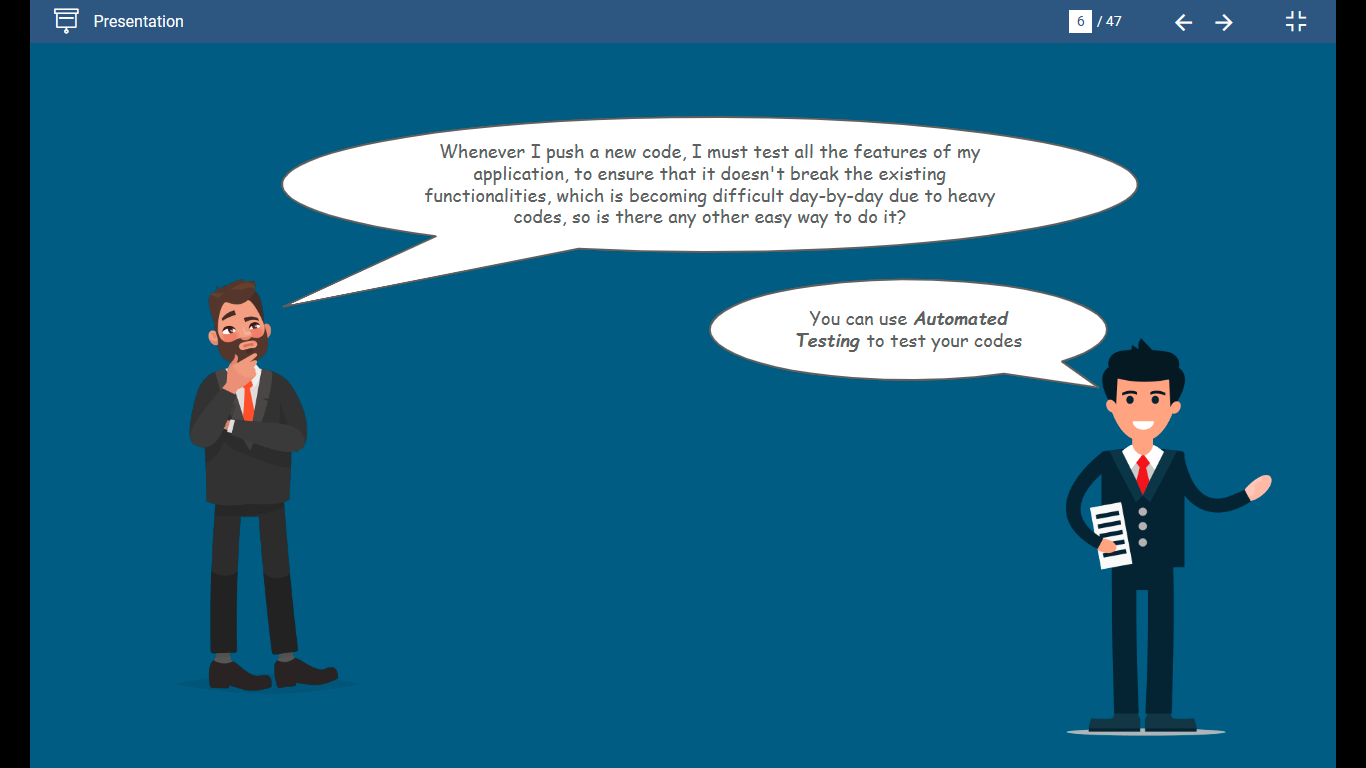 Presentation
6 / 47
Whenever I push a new code, I must test all the features of my
application, to ensure that it doesn't break the existing
functionalities, which is becoming difficult day-by-day due to heavy
codes, so is there any other easy way to do it?
You can use Automated
Testing to test your codes